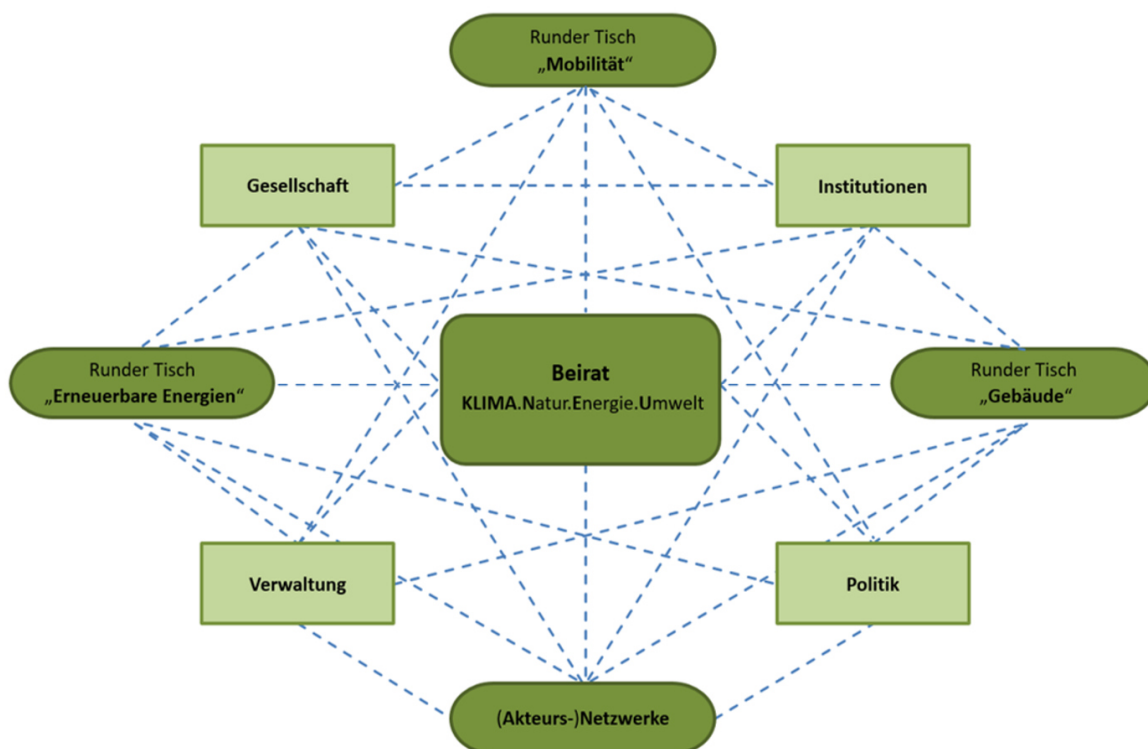 Runder Tisch
„Mobilität“
Gesellschaft
Institutionen
Beirat
KLIMA.Natur.Energie.Umwelt
Runder Tisch
„Erneuerbare Energien“
Runder Tisch
„Gebäude“
Verwaltung
Politik
(Akteurs-)Netzwerke